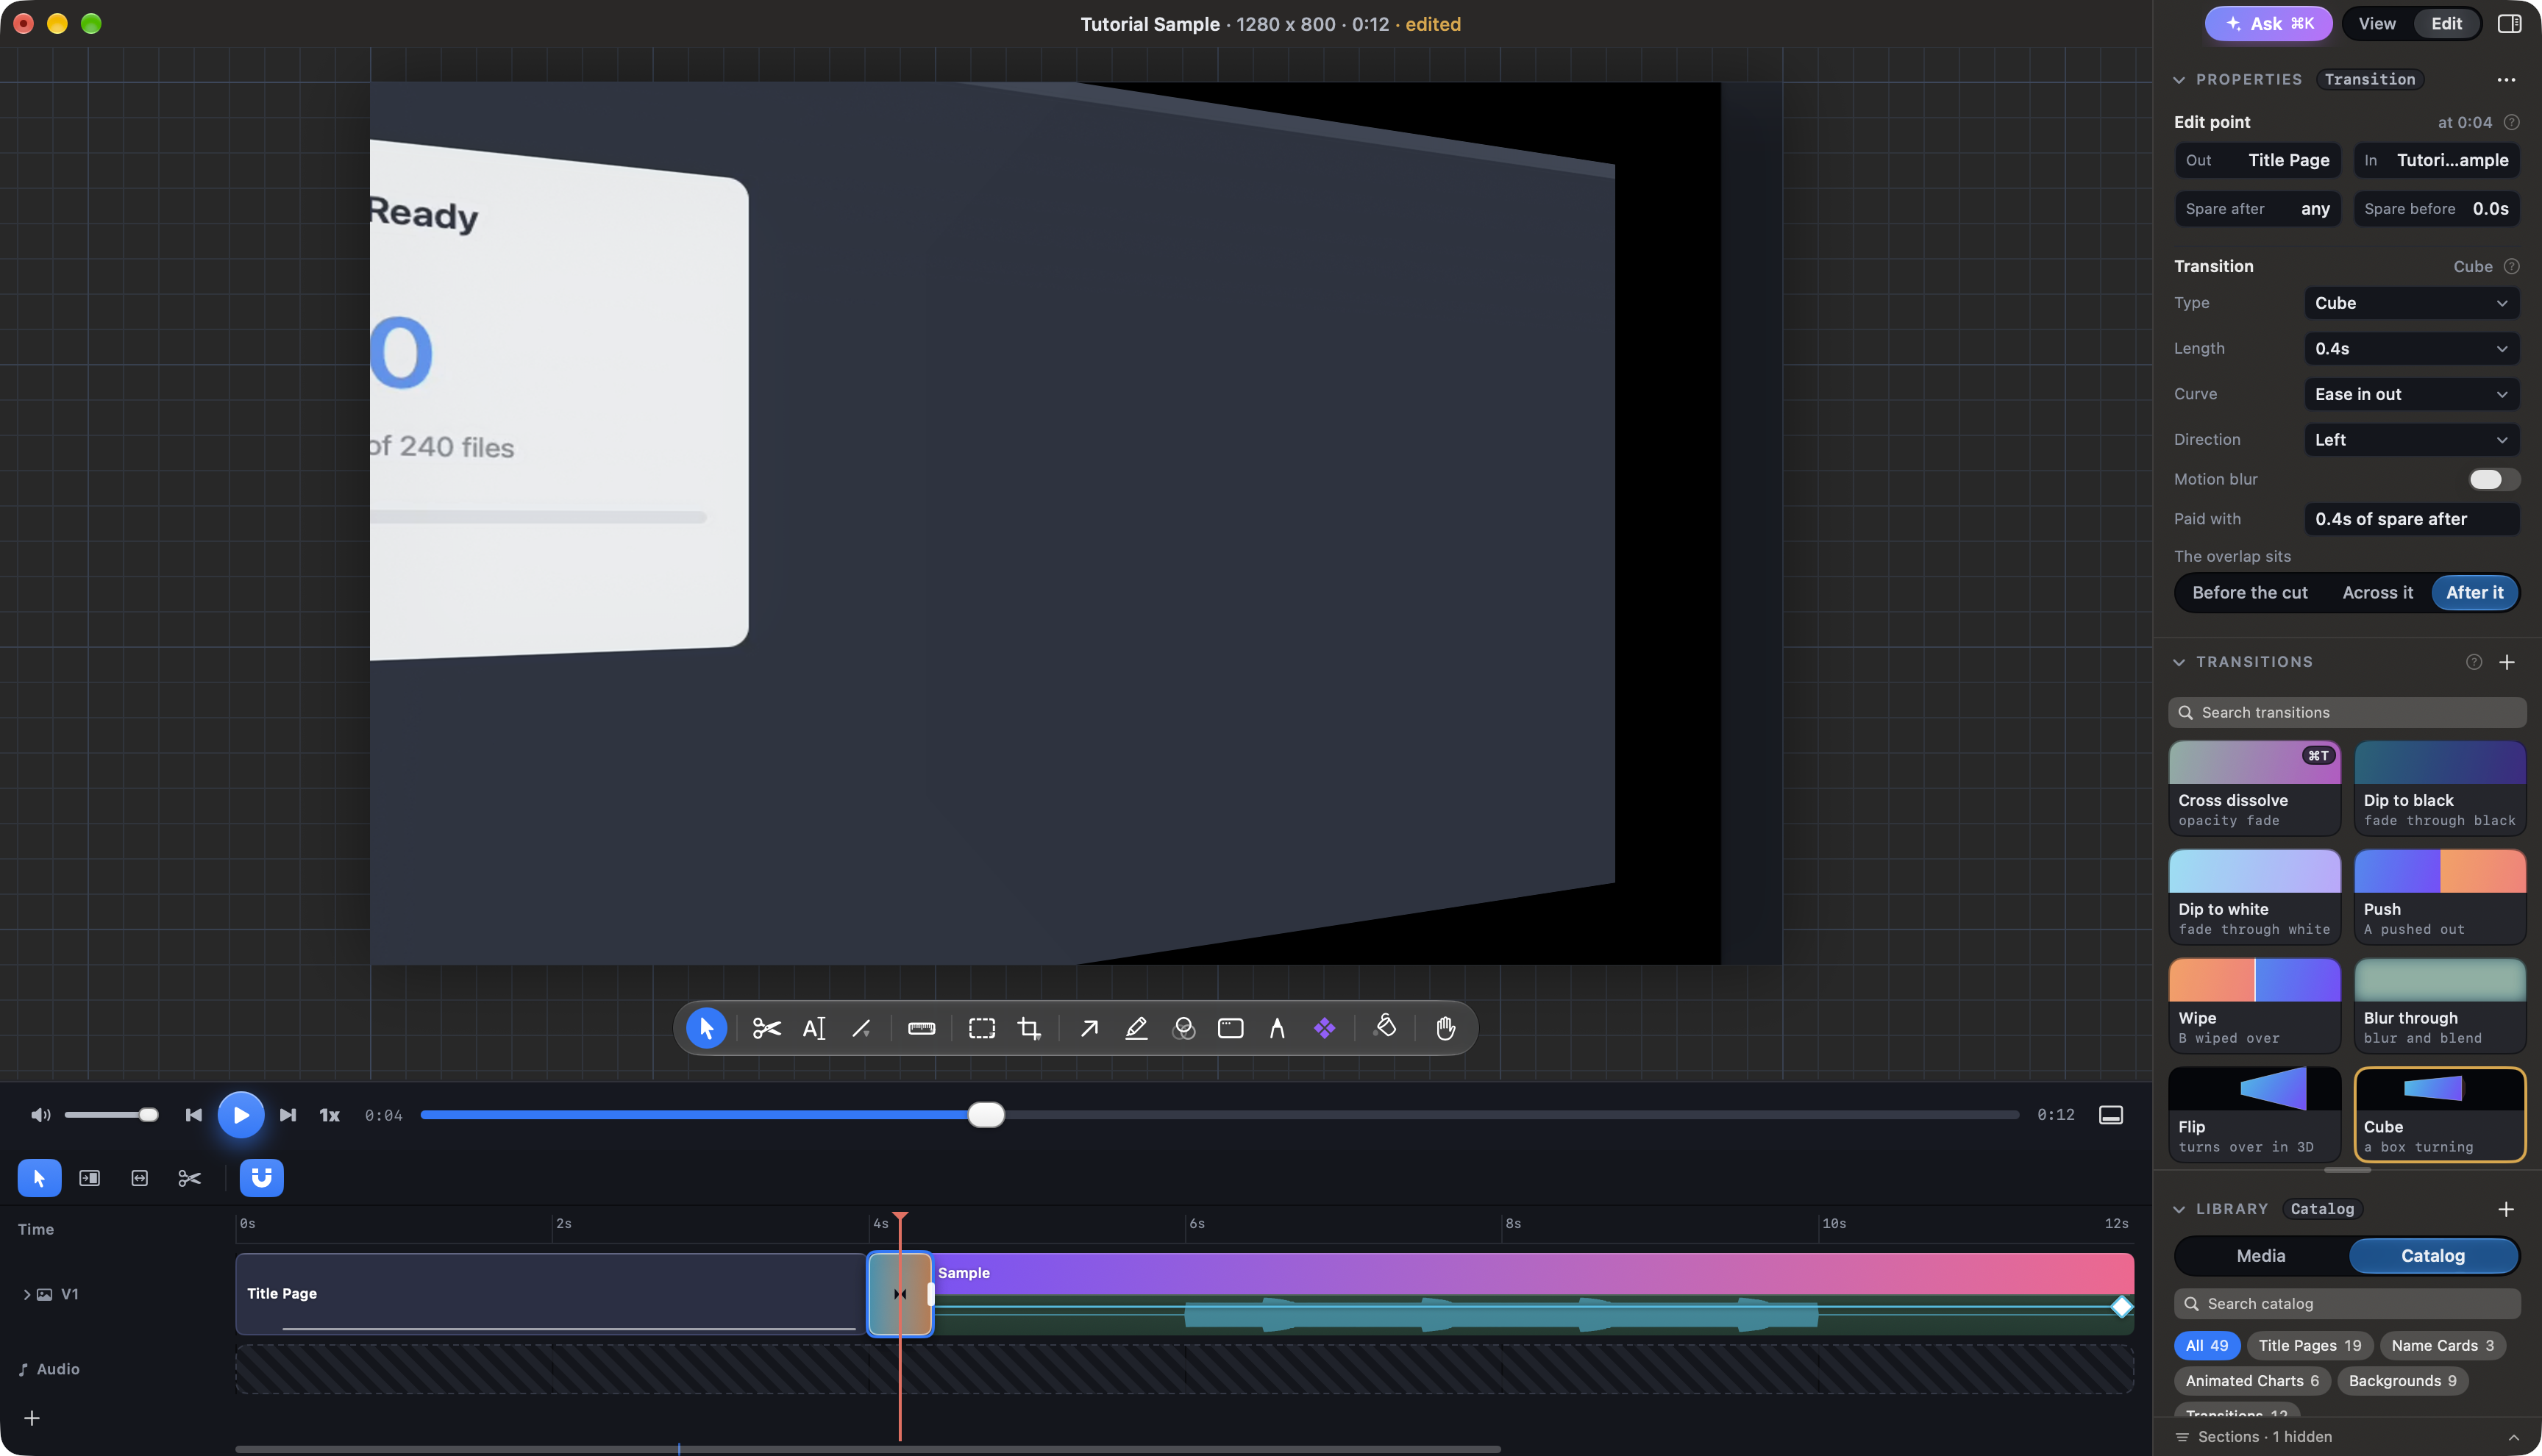 Tutorial Sample · 1280 x 800 · 0:12 · edited
Ask ⌘K
View
Edit
PROPERTIES
Transition
Edit point
at 0:04
?
Out
Title Page
In
Tutori...ample
Spare after
any
Spare before
0.0s
Transition
Cube
?
Type
Cube
Length
0.4s
Curve
Ease in out
Direction
Left
Motion blur
Paid with
0.4s of spare after
The overlap sits
Before the cut
Across it
After it
TRANSITIONS
?
Search transitions
⌘T
Cross dissolve
opacity fade
Dip to black
fade through black
Dip to white
fade through white
Push
A pushed out
Wipe
B wiped over
Blur through
blur and blend
Flip
turns over in 3D
Cube
a box turning
LIBRARY
Catalog
Media
Catalog
Search catalog
All 49
Title Pages 19
Name Cards 3
Animated Charts 6
Backgrounds 9
Transitions 12
Sections · 1 hidden
Ready
0
of 240 files
1x
0:04
0:12
Time
0s
2s
4s
6s
8s
10s
12s
V1
Title Page
Sample
Audio